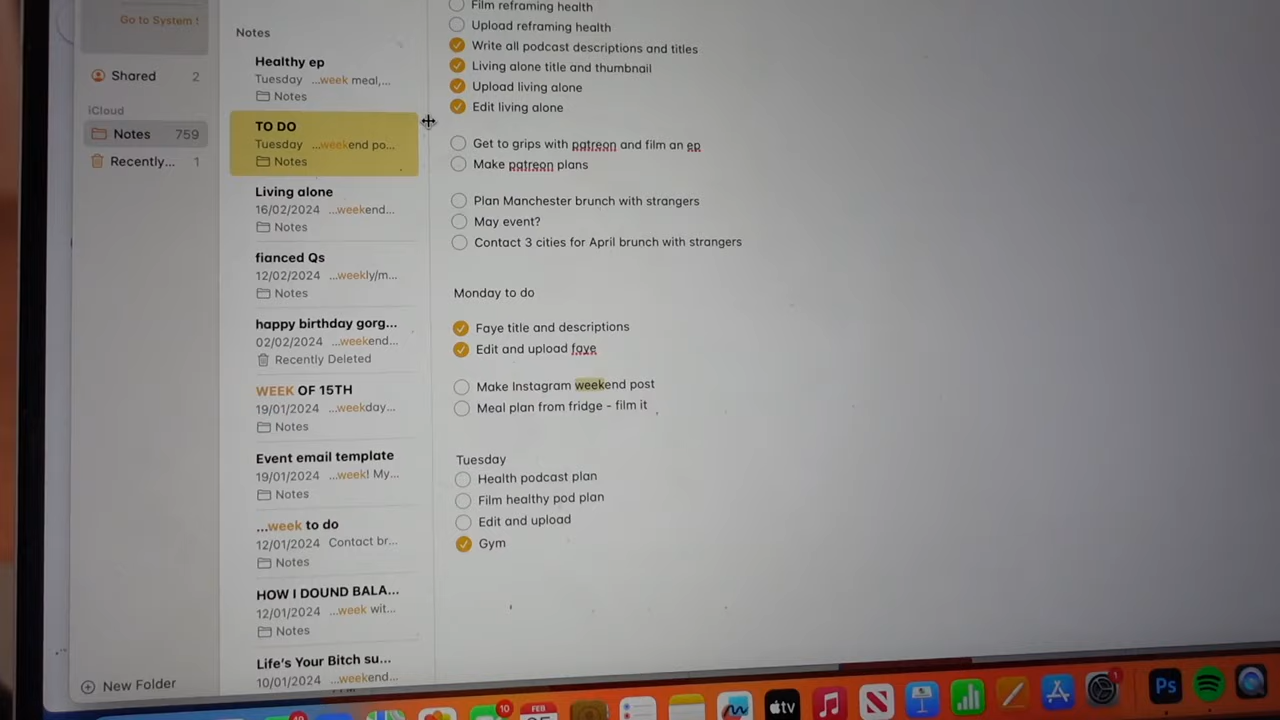 Go to System
Shared 2
iCloud
Notes 759
Recently... 1
New Folder
Notes
Healthy ep
Tuesday ...week meal,...
Notes
TO DO
Tuesday ...weekend po...
Notes
Living alone
16/02/2024 ...weekend...
Notes
fianced Qs
12/02/2024 ...weekly/m...
Notes
happy birthday gorg...
02/02/2024 ...weekend...
Recently Deleted
WEEK OF 15TH
19/01/2024 ...weekday...
Notes
Event email template
19/01/2024 ...week! My...
Notes
...week to do
12/01/2024 Contact br...
Notes
HOW I DOUND BALA...
12/01/2024 ...week wit...
Notes
Life's Your Bitch su...
10/01/2024 ...weekend...
Film reframing health
Upload reframing health
Write all podcast descriptions and titles
Living alone title and thumbnail
Upload living alone
Edit living alone
Get to grips with patreon and film an ep
Make patreon plans
Plan Manchester brunch with strangers
May event?
Contact 3 cities for April brunch with strangers
Monday to do
Faye title and descriptions
Edit and upload faye
Make Instagram weekend post
Meal plan from fridge - film it
Tuesday
Health podcast plan
Film healthy pod plan
Edit and upload
Gym
10
FEB
tv
1
Ps